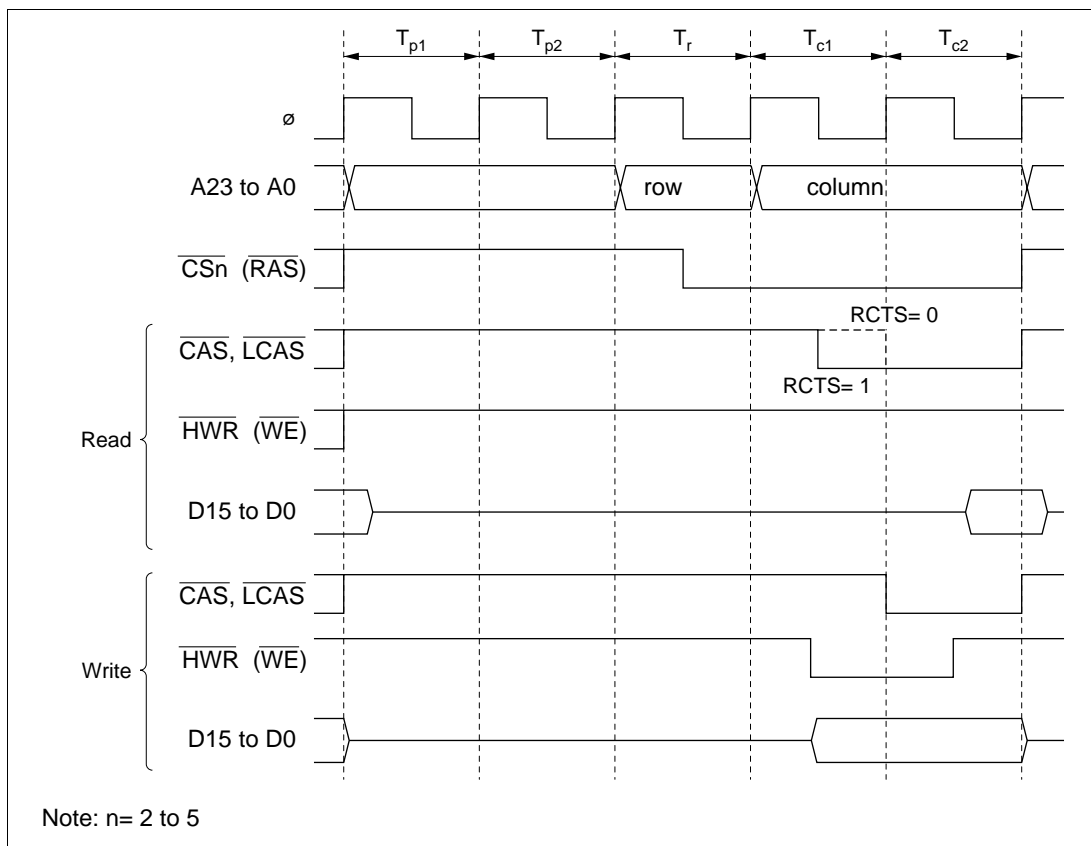 Tp1 Tp2 Tr Tc1 Tc2
ø
A23 to A0 row column
CSn (RAS)
RCTS= 0
CAS, LCAS
RCTS= 1
HWR (WE)
Read
D15 to D0
CAS, LCAS
HWR (WE)
Write
D15 to D0
Note: n= 2 to 5